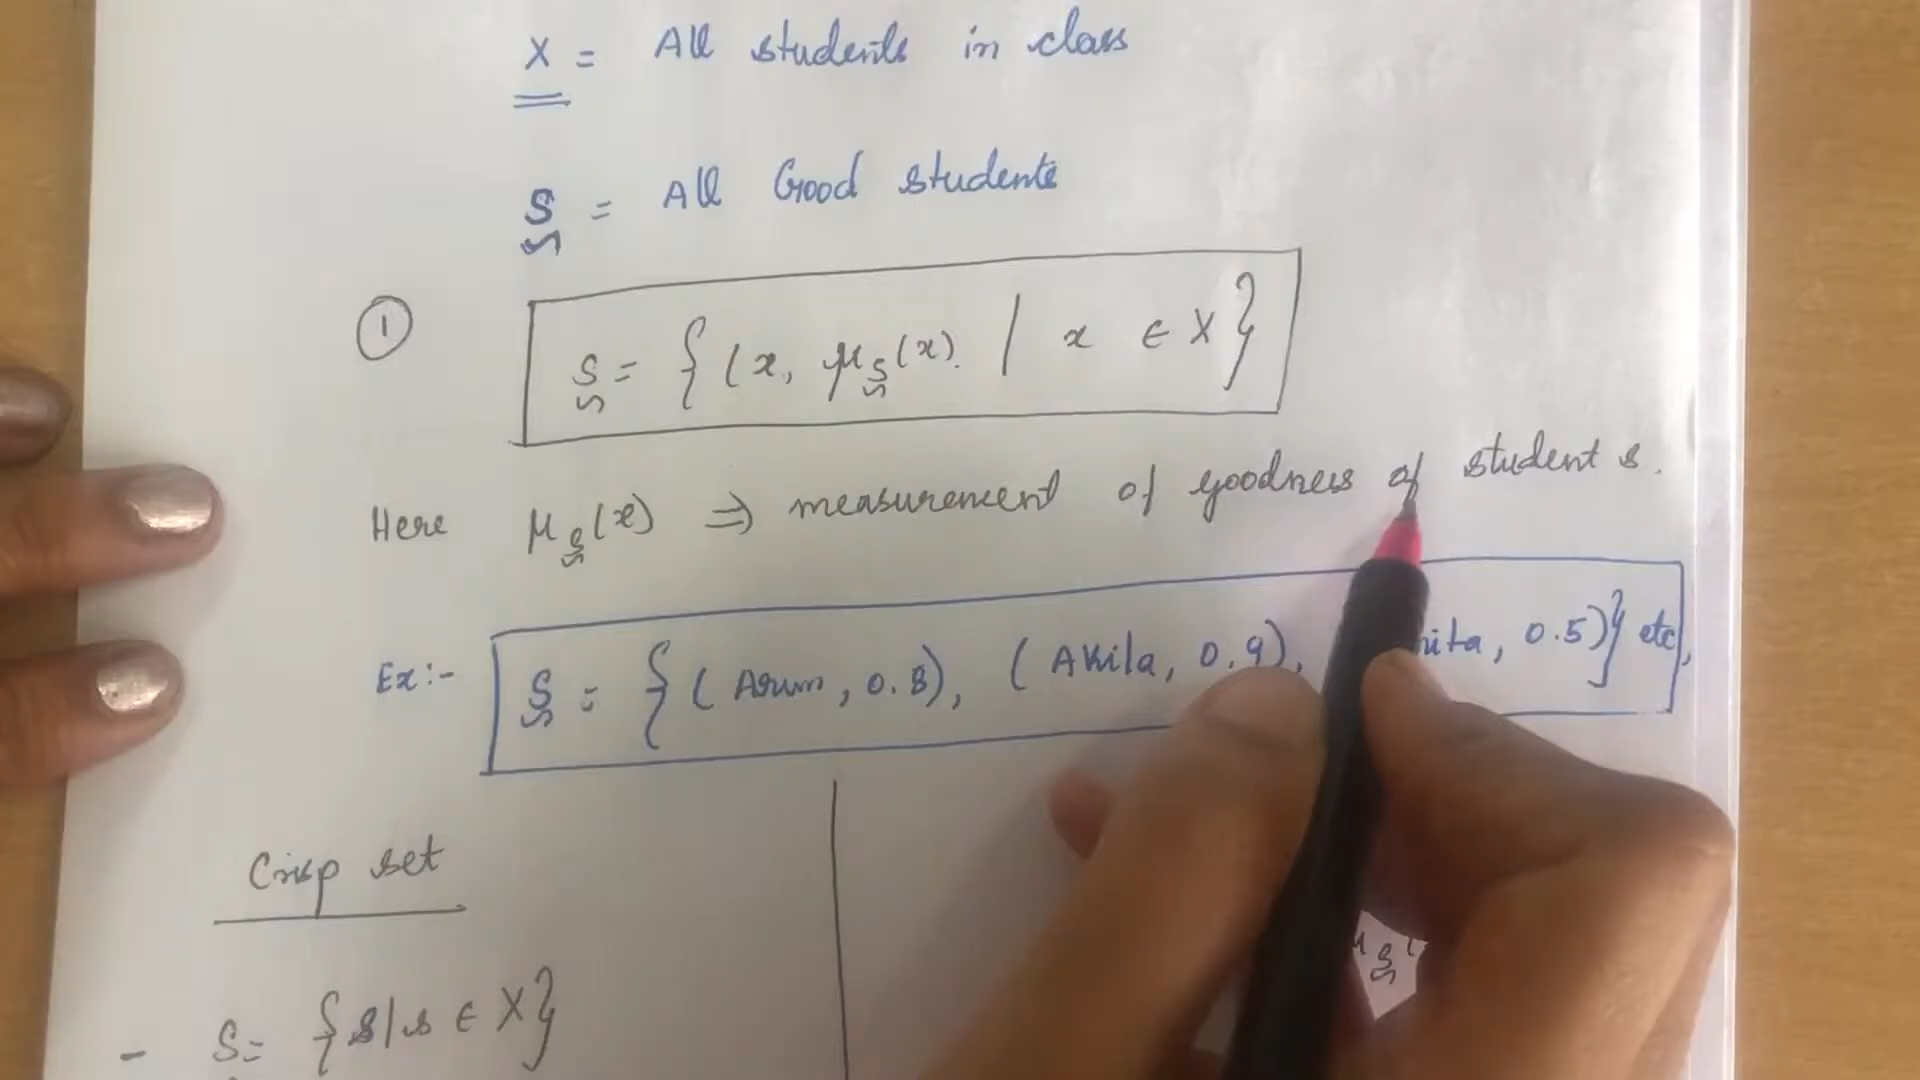 X = All students in class
S = All Good students
①
S = { (x, μS(x). / x ∈ X}
Here μS(x) ⇒ measurement of goodness of student s.
Ex:- S = { (Arun, 0.8), (Akila, 0.9), 0.5)} etc,
Crisp set
- S = {s/s ∈ X}